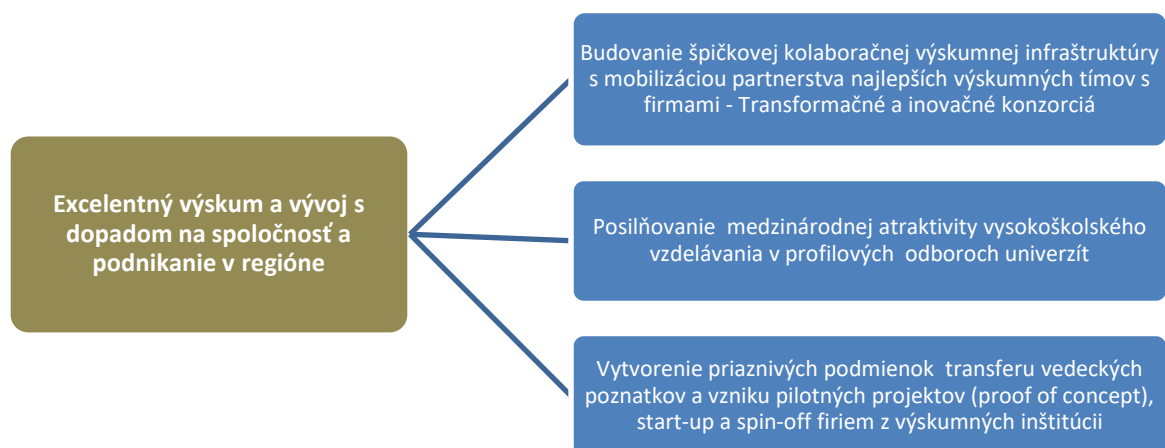 Excelentný výskum a vývoj s
dopadom na spoločnosť a
podnikanie v regióne
Budovanie špičkovej kolaboračnej výskumnej infraštruktúry
s mobilizáciou partnerstva najlepších výskumných tímov s
firmami - Transformačné a inovačné konzorciá
Posilňovanie  medzinárodnej atraktivity vysokoškolského
vzdelávania v profilových  odboroch univerzít
Vytvorenie priaznivých podmienok  transferu vedeckých
poznatkov a vzniku pilotných projektov (proof of concept),
start-up a spin-off firiem z výskumných inštitúcii